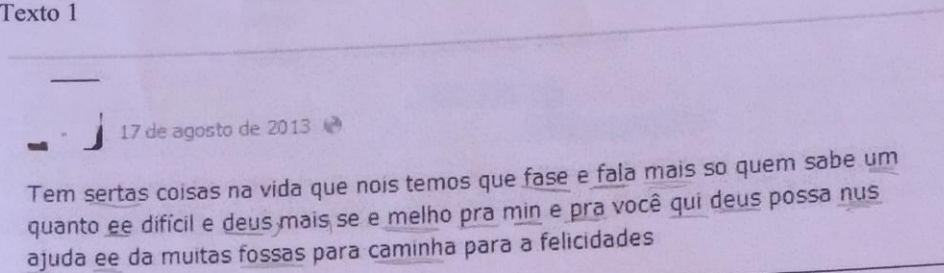 Texto 1
17 de agosto de 2013
Tem sertas coisas na vida que nois temos que fase e fala mais so quem sabe um
quanto ee difícil e deus mais se e melho pra min e pra você qui deus possa nus
ajuda ee da muitas fossas para caminha para a felicidades